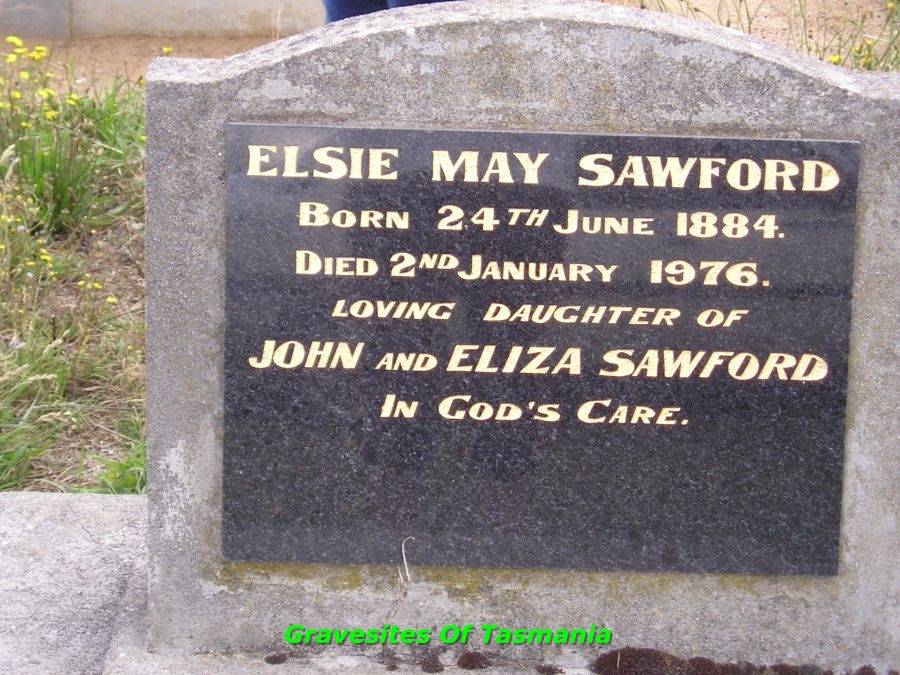 ELSIE MAY SAWFORD
BORN 24TH JUNE 1884.
DIED 2ND JANUARY 1976.
LOVING DAUGHTER OF
JOHN AND ELIZA SAWFORD
IN GOD'S CARE.
Gravesites Of Tasmania